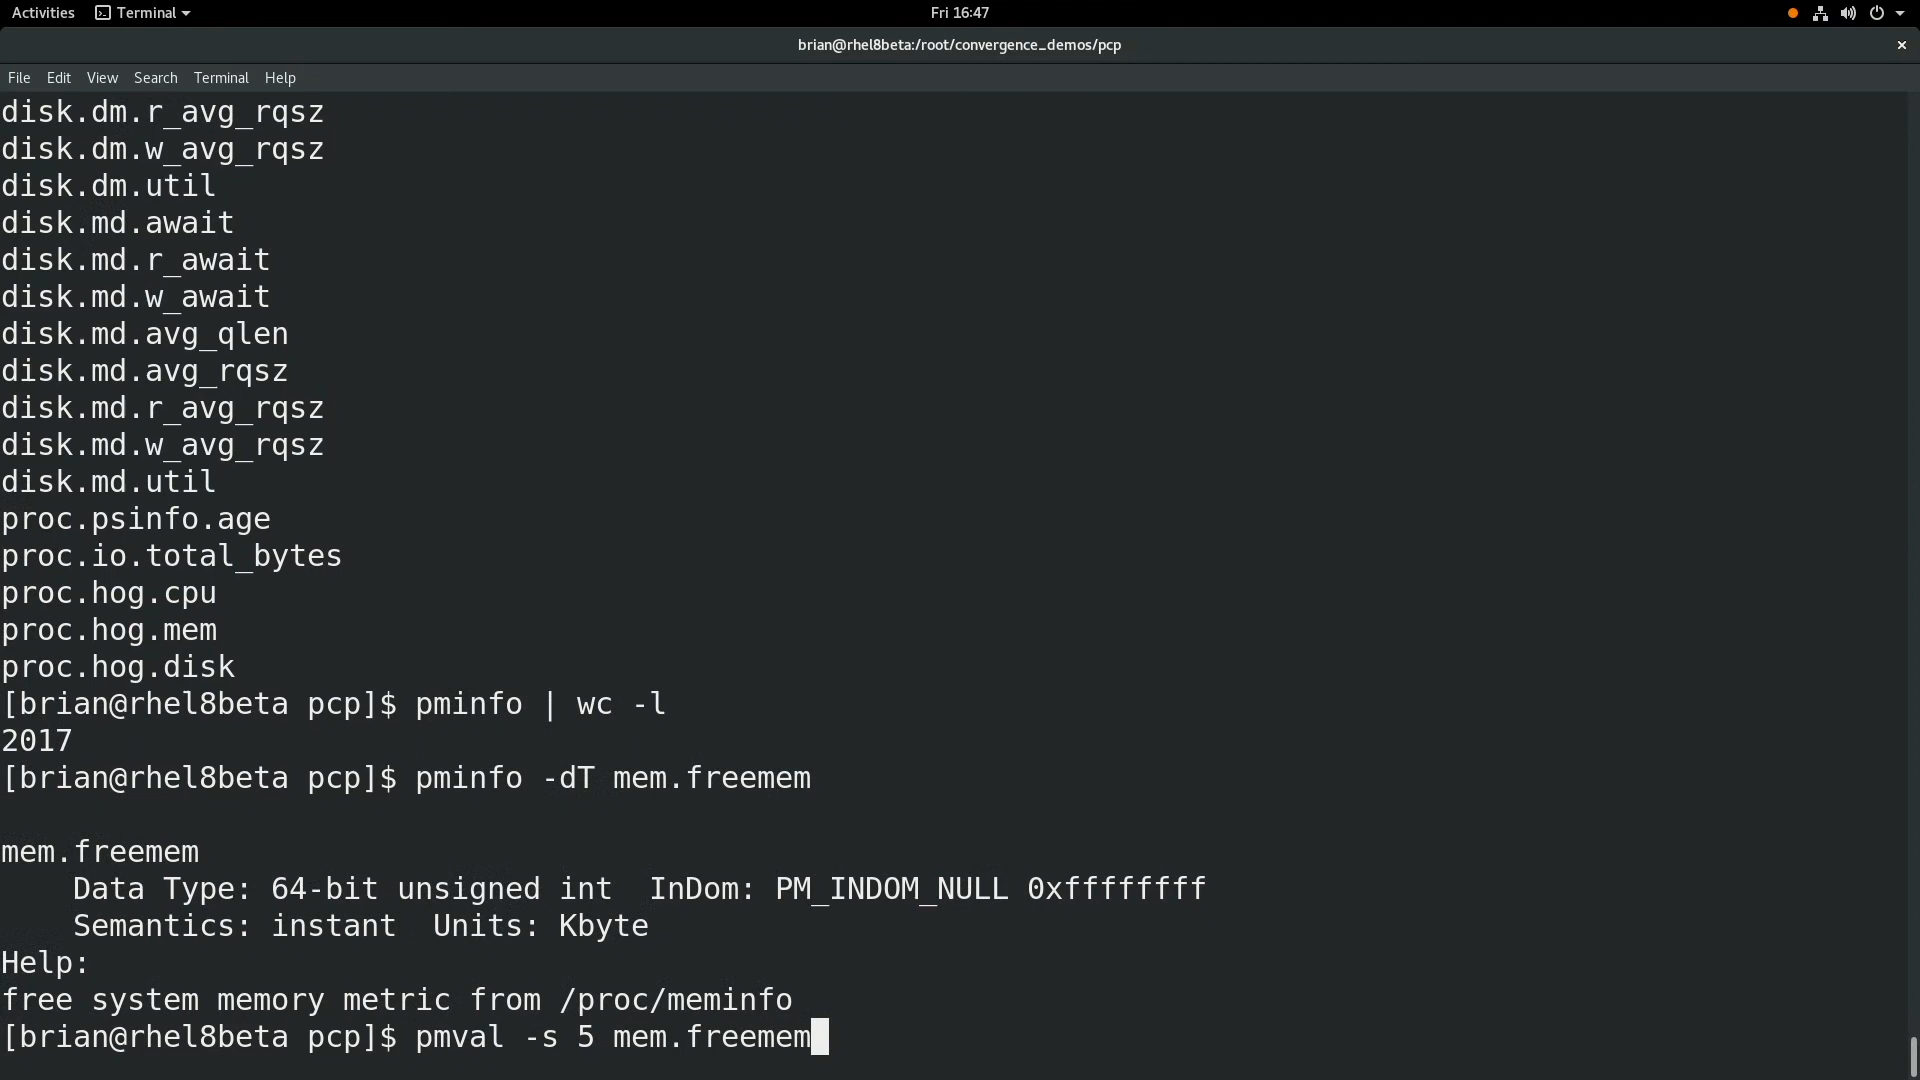 Activities Terminal Fri 16:47
brian@rhel8beta:/root/convergence_demos/pcp
File Edit View Search Terminal Help
disk.dm.r_avg_rqsz
disk.dm.w_avg_rqsz
disk.dm.util
disk.md.await
disk.md.r_await
disk.md.w_await
disk.md.avg_qlen
disk.md.avg_rqsz
disk.md.r_avg_rqsz
disk.md.w_avg_rqsz
disk.md.util
proc.psinfo.age
proc.io.total_bytes
proc.hog.cpu
proc.hog.mem
proc.hog.disk
[brian@rhel8beta pcp]$ pminfo | wc -l
2017
[brian@rhel8beta pcp]$ pminfo -dT mem.freemem
mem.freemem
    Data Type: 64-bit unsigned int  InDom: PM_INDOM_NULL 0xffffffff
    Semantics: instant  Units: Kbyte
Help:
free system memory metric from /proc/meminfo
[brian@rhel8beta pcp]$ pmval -s 5 mem.freemem